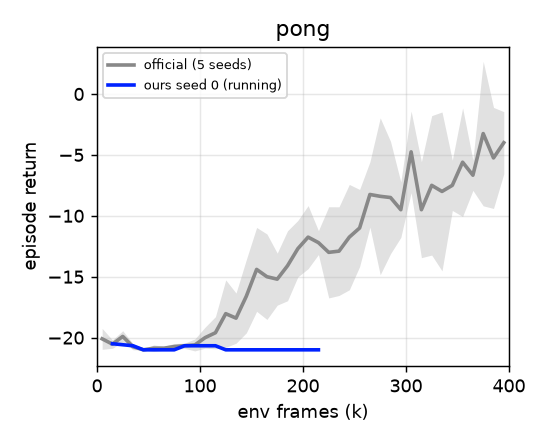 pong
official (5 seeds)
ours seed 0 (running)
episode return
0
−5
−10
−15
−20
0
100
200
300
400
env frames (k)